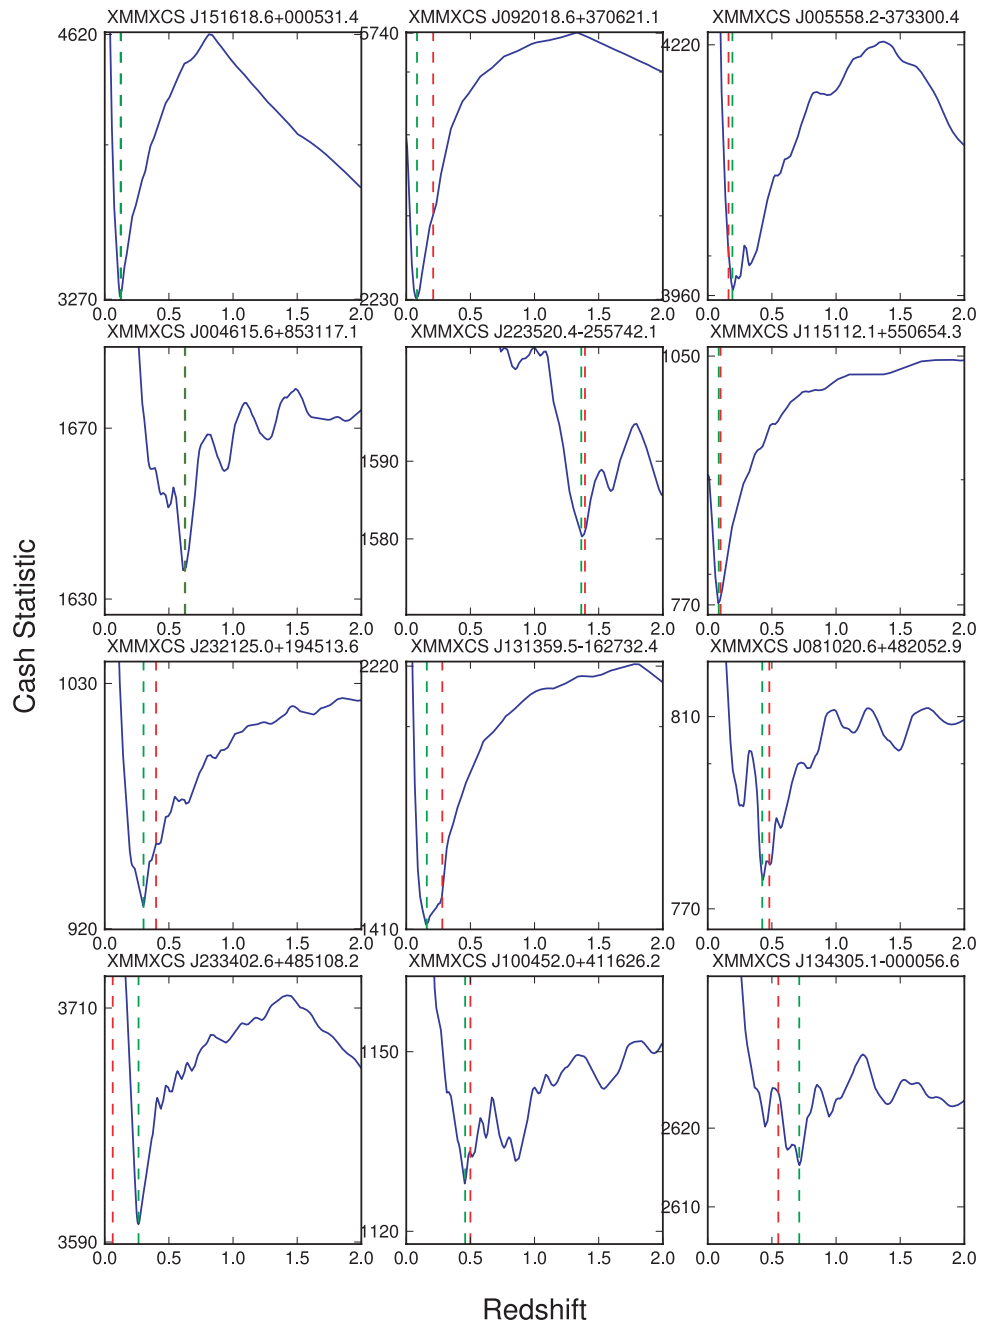 XMMXCS J151618.6+000531.4
XMMXCS J092018.6+370621.1
XMMXCS J005558.2-373300.4
4620
3270
5740
2230
4220
3960
0.0 0.5 1.0 1.5 2.0
0.0 0.5 1.0 1.5 2.0
0.0 0.5 1.0 1.5 2.0
XMMXCS J004615.6+853117.1
XMMXCS J223520.4-255742.1
XMMXCS J115112.1+550654.3
1670
1630
1590
1580
1050
770
0.0 0.5 1.0 1.5 2.0
0.0 0.5 1.0 1.5 2.0
0.0 0.5 1.0 1.5 2.0
Cash Statistic
XMMXCS J232125.0+194513.6
XMMXCS J131359.5-162732.4
XMMXCS J081020.6+482052.9
1030
920
2220
1410
810
770
0.0 0.5 1.0 1.5 2.0
0.0 0.5 1.0 1.5 2.0
0.0 0.5 1.0 1.5 2.0
XMMXCS J233402.6+485108.2
XMMXCS J100452.0+411626.2
XMMXCS J134305.1-000056.6
3710
3590
1150
1120
2620
2610
0.0 0.5 1.0 1.5 2.0
0.0 0.5 1.0 1.5 2.0
0.0 0.5 1.0 1.5 2.0
Redshift